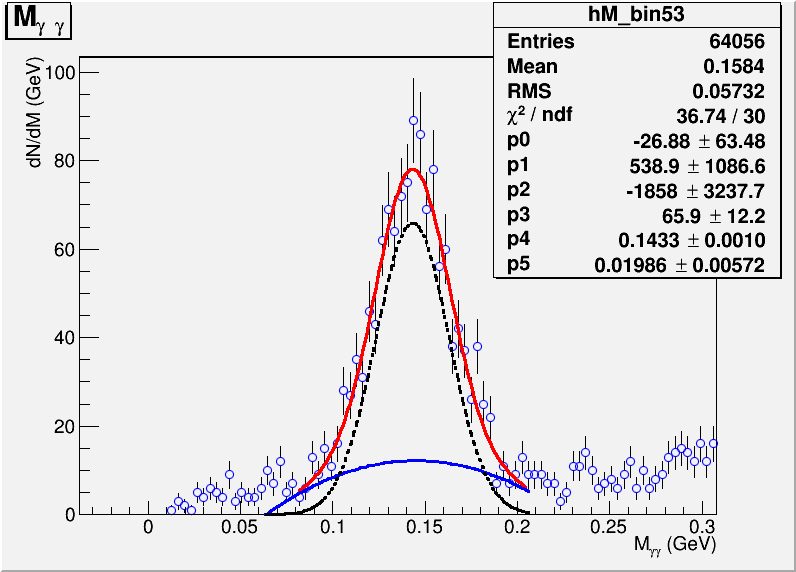 M γ γ
hM_bin53
Entries 64056
Mean 0.1584
RMS 0.05732
χ² / ndf 36.74 / 30
p0 -26.88 ± 63.48
p1 538.9 ± 1086.6
p2 -1858 ± 3237.7
p3 65.9 ± 12.2
p4 0.1433 ± 0.0010
p5 0.01986 ± 0.00572
dN/dM (GeV)
100
80
60
40
20
0
0 0.05 0.1 0.15 0.2 0.25 0.3
M γγ (GeV)